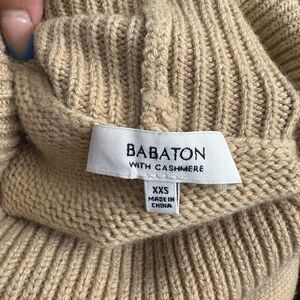 BABATON
WITH CASHMERE
XXS
MADE IN
CHINA